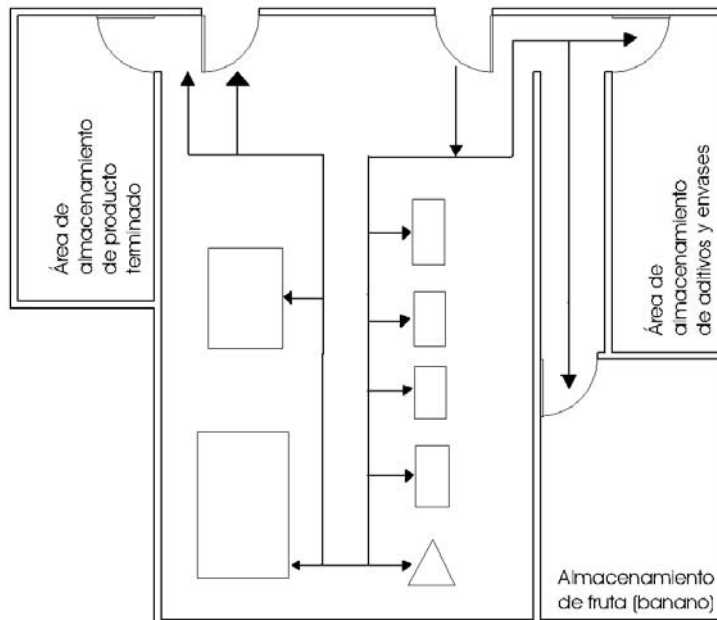 Área de
almacenamiento
de producto
terminado
Área de
almacenamiento
de aditivos y envases
Almacenamiento
de fruta (banano)